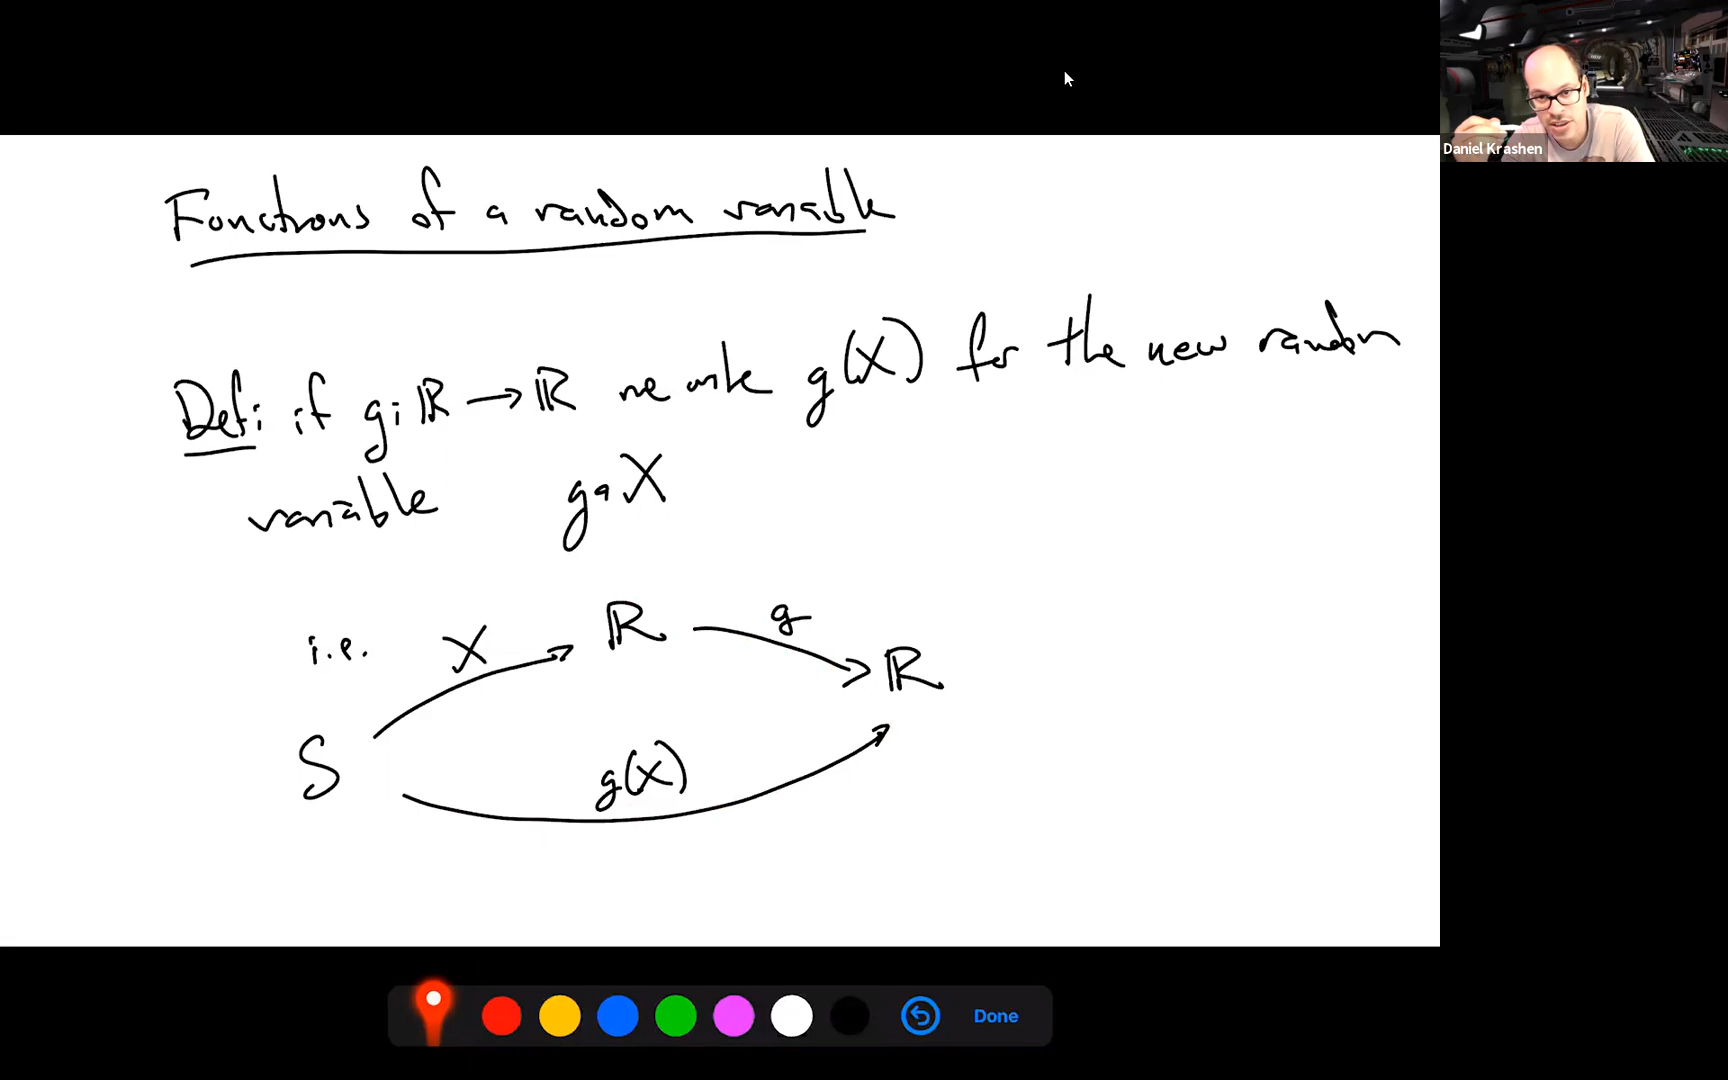 Functions of a random variable
Daniel Krashen
Def: if g: ℝ → ℝ we write g(X) for the new random
variable g∘X
i.e. X ℝ g ℝ
S g(X)
Done